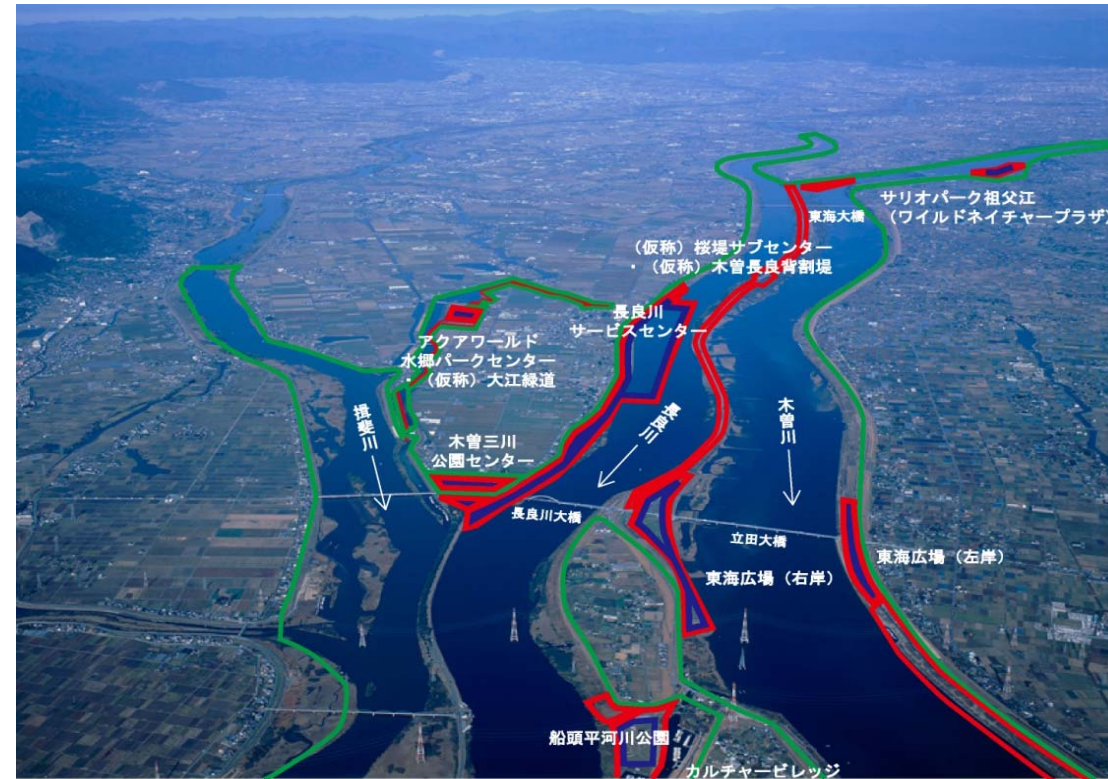 サリオパーク祖父江
(ワイルドネイチャープラザ)
東海大橋
(仮称)桜堤サブセンター
・(仮称)木曽長良背割堤
長良川
サービスセンター
アクアワールド
水郷パークセンター
・(仮称)大江緑道
揖斐川
長良川
木曽川
木曽三川
公園センター
長良川大橋
立田大橋
東海広場(左岸)
東海広場(右岸)
船頭平河川公園
カルチャービレッジ